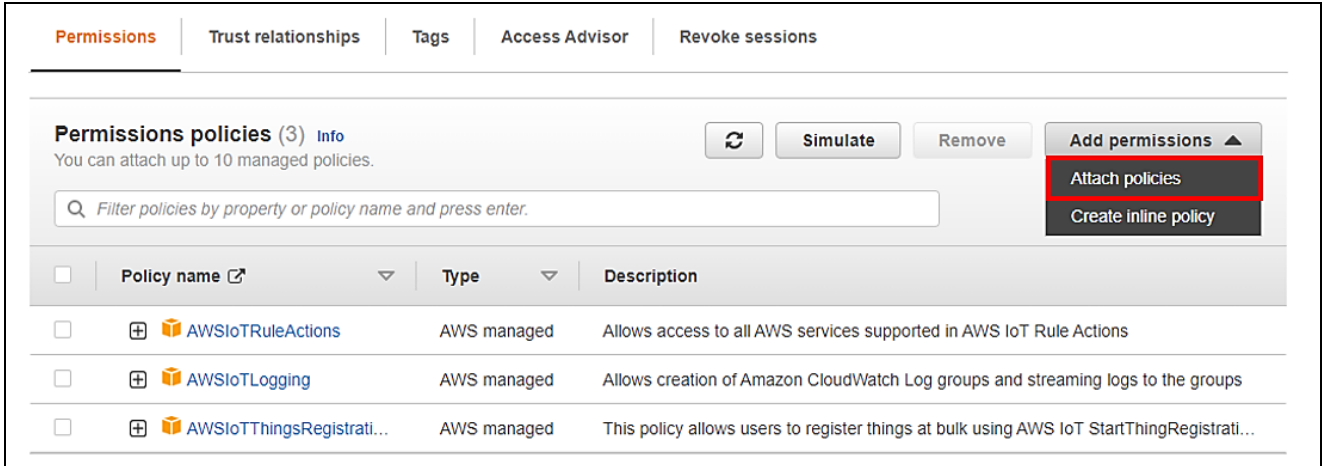 Permissions Trust relationships Tags Access Advisor Revoke sessions
Permissions policies (3) Info
You can attach up to 10 managed policies.
Simulate Remove Add permissions
Attach policies
Create inline policy
Filter policies by property or policy name and press enter.
Policy name Type Description
AWSIoTRuleActions AWS managed Allows access to all AWS services supported in AWS IoT Rule Actions
AWSIoTLogging AWS managed Allows creation of Amazon CloudWatch Log groups and streaming logs to the groups
AWSIoTThingsRegistrati... AWS managed This policy allows users to register things at bulk using AWS IoT StartThingRegistrati...